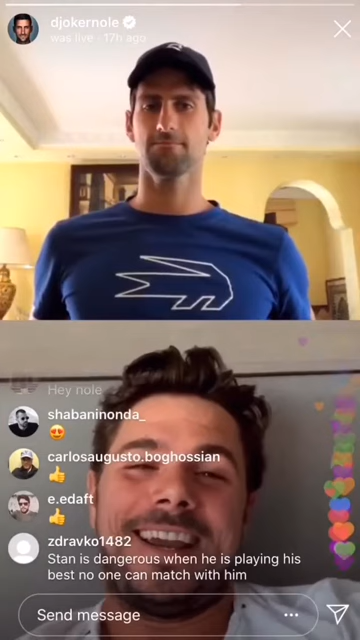 djokernole
was live · 17h ago
Hey nole
shabaninonda_
😍
carlosaugusto.boghossian
👍
e.edaft
👍
zdravko1482
Stan is dangerous when he is playing his
best no one can match with him
Send message